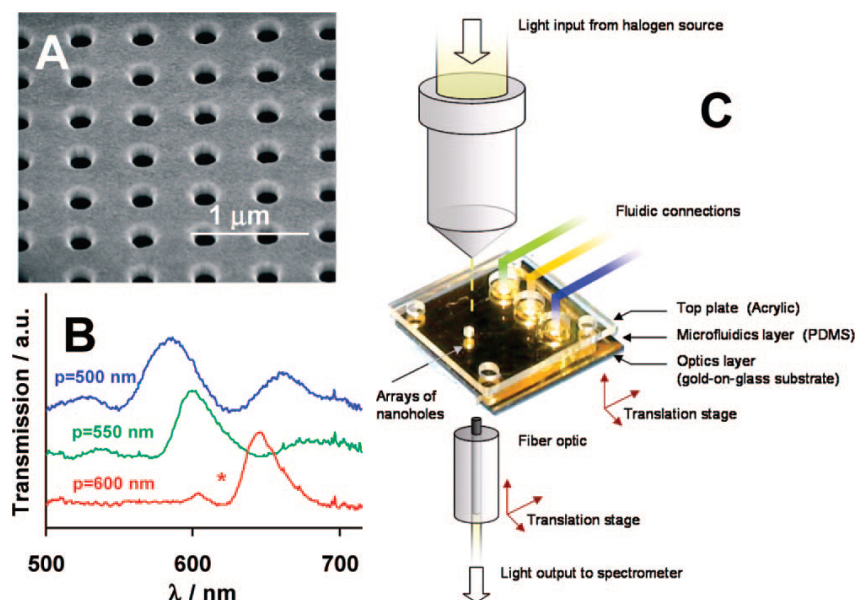 A
1 µm
B
Transmission / a.u.
p=500 nm
p=550 nm
p=600 nm
*
500
600
700
λ / nm
C
Light input from halogen source
Fluidic connections
Top plate (Acrylic)
Microfluidics layer (PDMS)
Optics layer
(gold-on-glass substrate)
Arrays of
nanoholes
Translation stage
Fiber optic
Translation stage
Light output to spectrometer